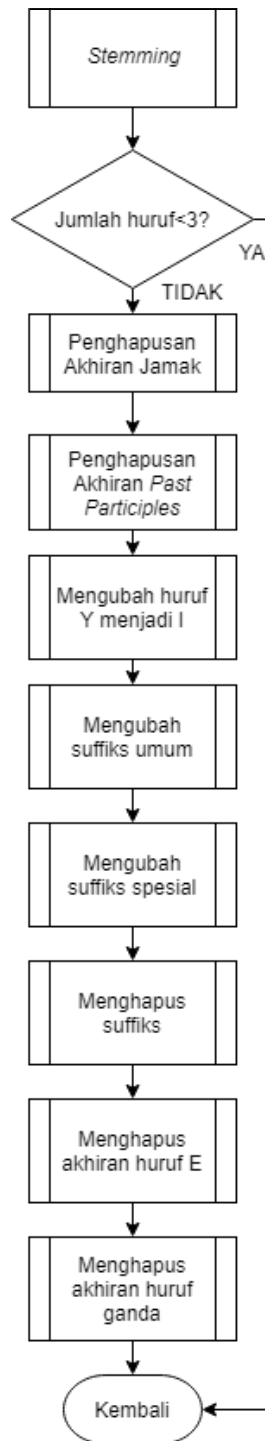 Stemming
Jumlah huruf<3?
YA
TIDAK
Penghapusan
Akhiran Jamak
Penghapusan
Akhiran Past
Participles
Mengubah huruf
Y menjadi I
Mengubah
suffiks umum
Mengubah
suffiks spesial
Menghapus
suffiks
Menghapus
akhiran huruf E
Menghapus
akhiran huruf
ganda
Kembali